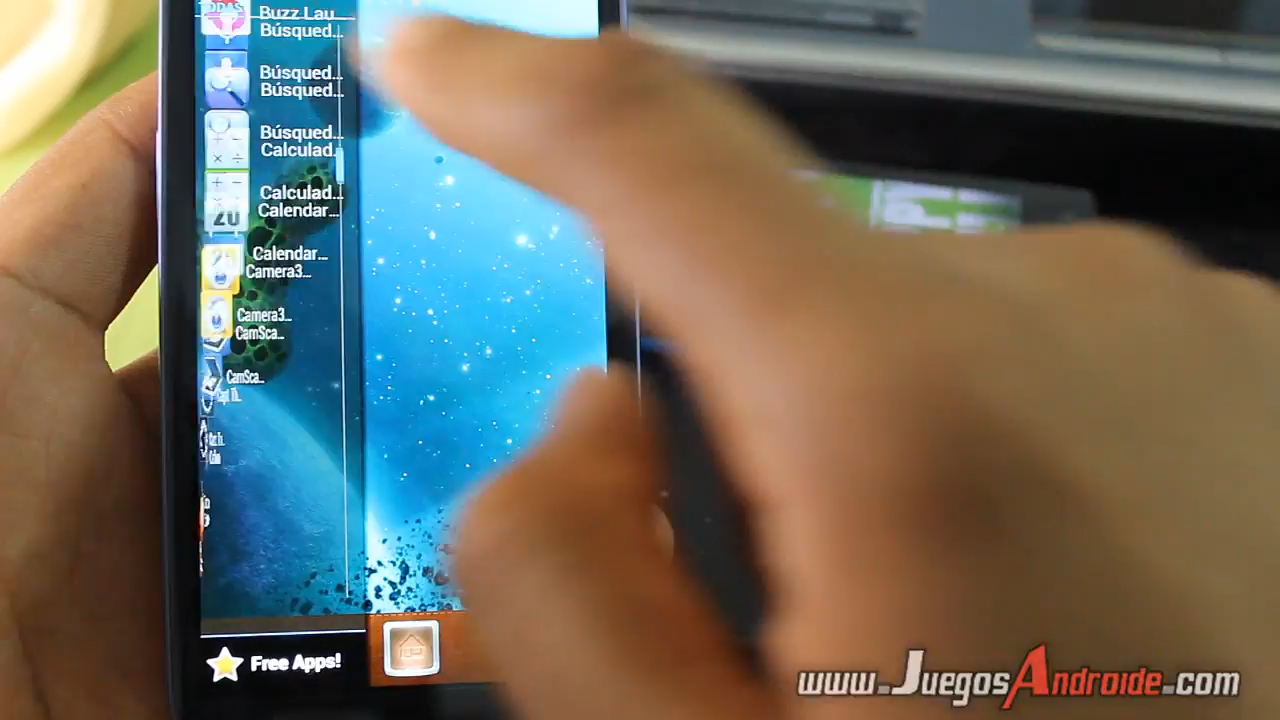 Buzz Lau...
Búsqued...
Búsqued...
Búsqued...
Búsqued...
Calculad...
Calculad...
Calendar...
Calendar...
Camera3...
Camera3...
CamSca...
CamSca...
Free Apps!
www.JuegosAndroide.com